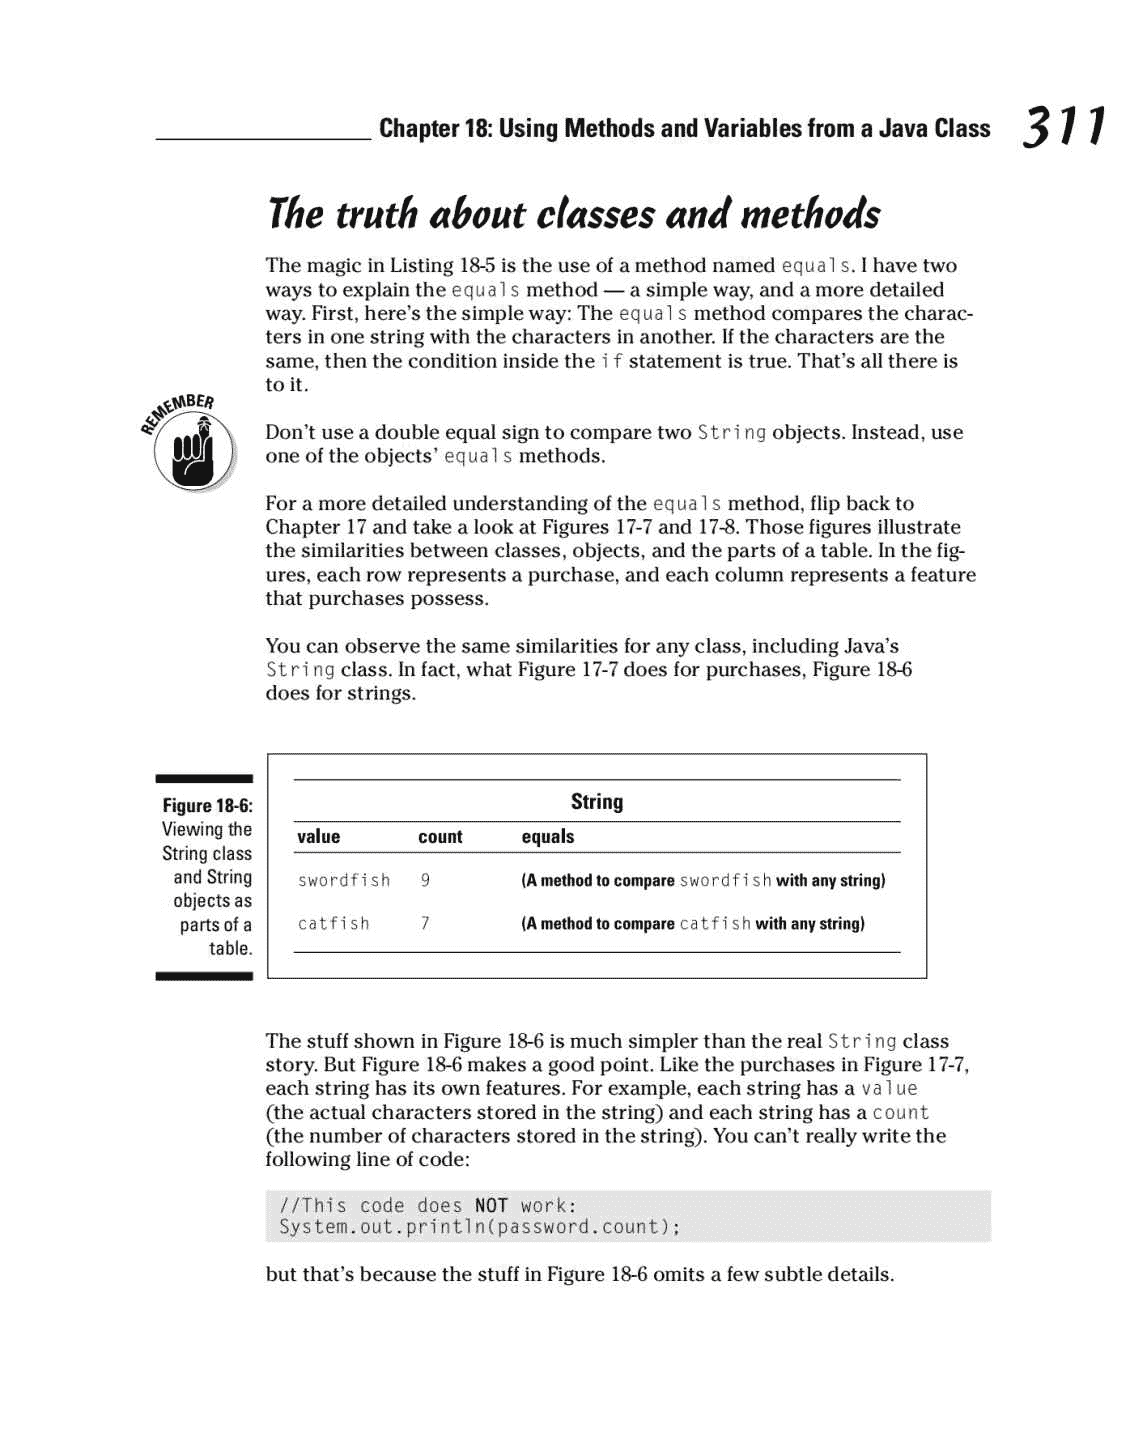 Chapter 18: Using Methods and Variables from a Java Class 311
The truth about classes and methods
The magic in Listing 18-5 is the use of a method named equals. I have two
ways to explain the equals method — a simple way, and a more detailed
way. First, here's the simple way: The equals method compares the charac-
ters in one string with the characters in another. If the characters are the
same, then the condition inside the if statement is true. That's all there is
to it.
REMEMBER
Don't use a double equal sign to compare two String objects. Instead, use
one of the objects' equals methods.
For a more detailed understanding of the equals method, flip back to
Chapter 17 and take a look at Figures 17-7 and 17-8. Those figures illustrate
the similarities between classes, objects, and the parts of a table. In the fig-
ures, each row represents a purchase, and each column represents a feature
that purchases possess.
You can observe the same similarities for any class, including Java's
String class. In fact, what Figure 17-7 does for purchases, Figure 18-6
does for strings.
Figure 18-6:
Viewing the
String class
and String
objects as
parts of a
table.
String
value count equals
swordfish 9 (A method to compare swordfish with any string)
catfish 7 (A method to compare catfish with any string)
The stuff shown in Figure 18-6 is much simpler than the real String class
story. But Figure 18-6 makes a good point. Like the purchases in Figure 17-7,
each string has its own features. For example, each string has a value
(the actual characters stored in the string) and each string has a count
(the number of characters stored in the string). You can't really write the
following line of code:
//This code does NOT work:
System.out.println(password.count);
but that's because the stuff in Figure 18-6 omits a few subtle details.